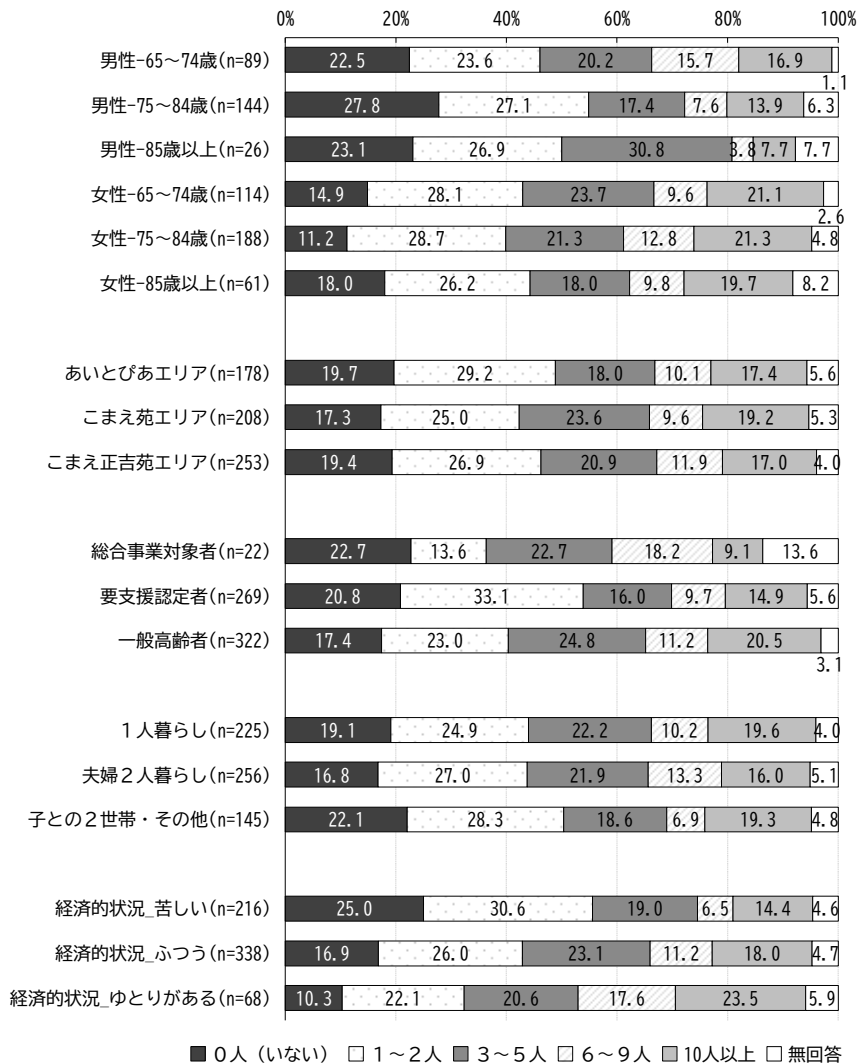 0% 20% 40% 60% 80% 100%
男性-65～74歳(n=89) 22.5 23.6 20.2 15.7 16.9 1.1
男性-75～84歳(n=144) 27.8 27.1 17.4 7.6 13.9 6.3
男性-85歳以上(n=26) 23.1 26.9 30.8 3.8 7.7 7.7
女性-65～74歳(n=114) 14.9 28.1 23.7 9.6 21.1 2.6
女性-75～84歳(n=188) 11.2 28.7 21.3 12.8 21.3 4.8
女性-85歳以上(n=61) 18.0 26.2 18.0 9.8 19.7 8.2
あいとぴあエリア(n=178) 19.7 29.2 18.0 10.1 17.4 5.6
こまえ苑エリア(n=208) 17.3 25.0 23.6 9.6 19.2 5.3
こまえ正吉苑エリア(n=253) 19.4 26.9 20.9 11.9 17.0 4.0
総合事業対象者(n=22) 22.7 13.6 22.7 18.2 9.1 13.6
要支援認定者(n=269) 20.8 33.1 16.0 9.7 14.9 5.6
一般高齢者(n=322) 17.4 23.0 24.8 11.2 20.5 3.1
１人暮らし(n=225) 19.1 24.9 22.2 10.2 19.6 4.0
夫婦２人暮らし(n=256) 16.8 27.0 21.9 13.3 16.0 5.1
子との２世帯・その他(n=145) 22.1 28.3 18.6 6.9 19.3 4.8
経済的状況_苦しい(n=216) 25.0 30.6 19.0 6.5 14.4 4.6
経済的状況_ふつう(n=338) 16.9 26.0 23.1 11.2 18.0 4.7
経済的状況_ゆとりがある(n=68) 10.3 22.1 20.6 17.6 23.5 5.9
０人（いない） １～２人 ３～５人 ６～９人 10人以上 無回答